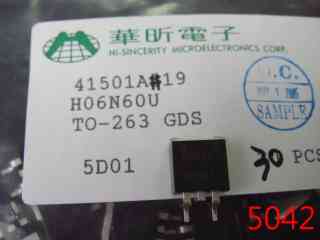 華昕電子
HI-SINCERITY MICROELECTRONICS CORP.
41501A#19
H06N60U
TO-263 GDS
5D01
30 PCS
.C.
SAMPLE
5042